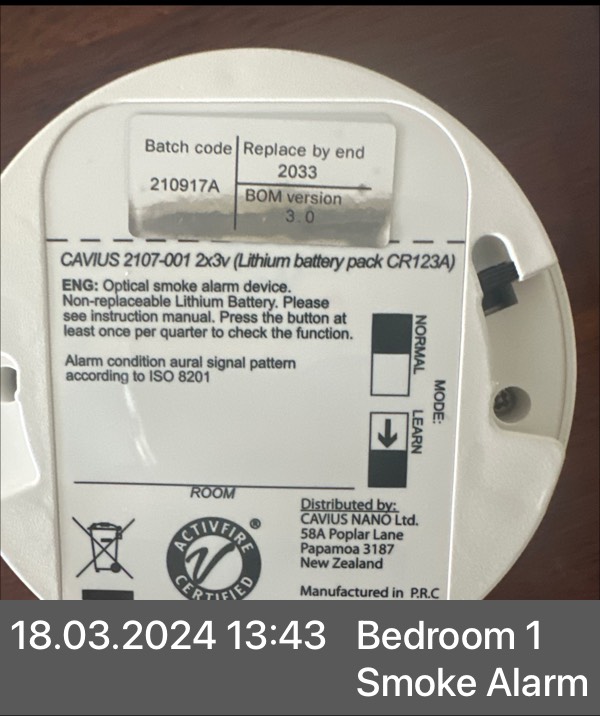 Batch code
210917A
Replace by end
2033
BOM version
3.0
CAVIUS 2107-001 2x3v (Lithium battery pack CR123A)
ENG: Optical smoke alarm device.
Non-replaceable Lithium Battery. Please
see instruction manual. Press the button at
least once per quarter to check the function.
Alarm condition aural signal pattern
according to ISO 8201
NORMAL
MODE:
LEARN
ROOM
ACTIVFIRE ®
CERTIFIED
Distributed by:
CAVIUS NANO Ltd.
58A Poplar Lane
Papamoa 3187
New Zealand
Manufactured in P.R.C
18.03.2024 13:43 Bedroom 1
Smoke Alarm